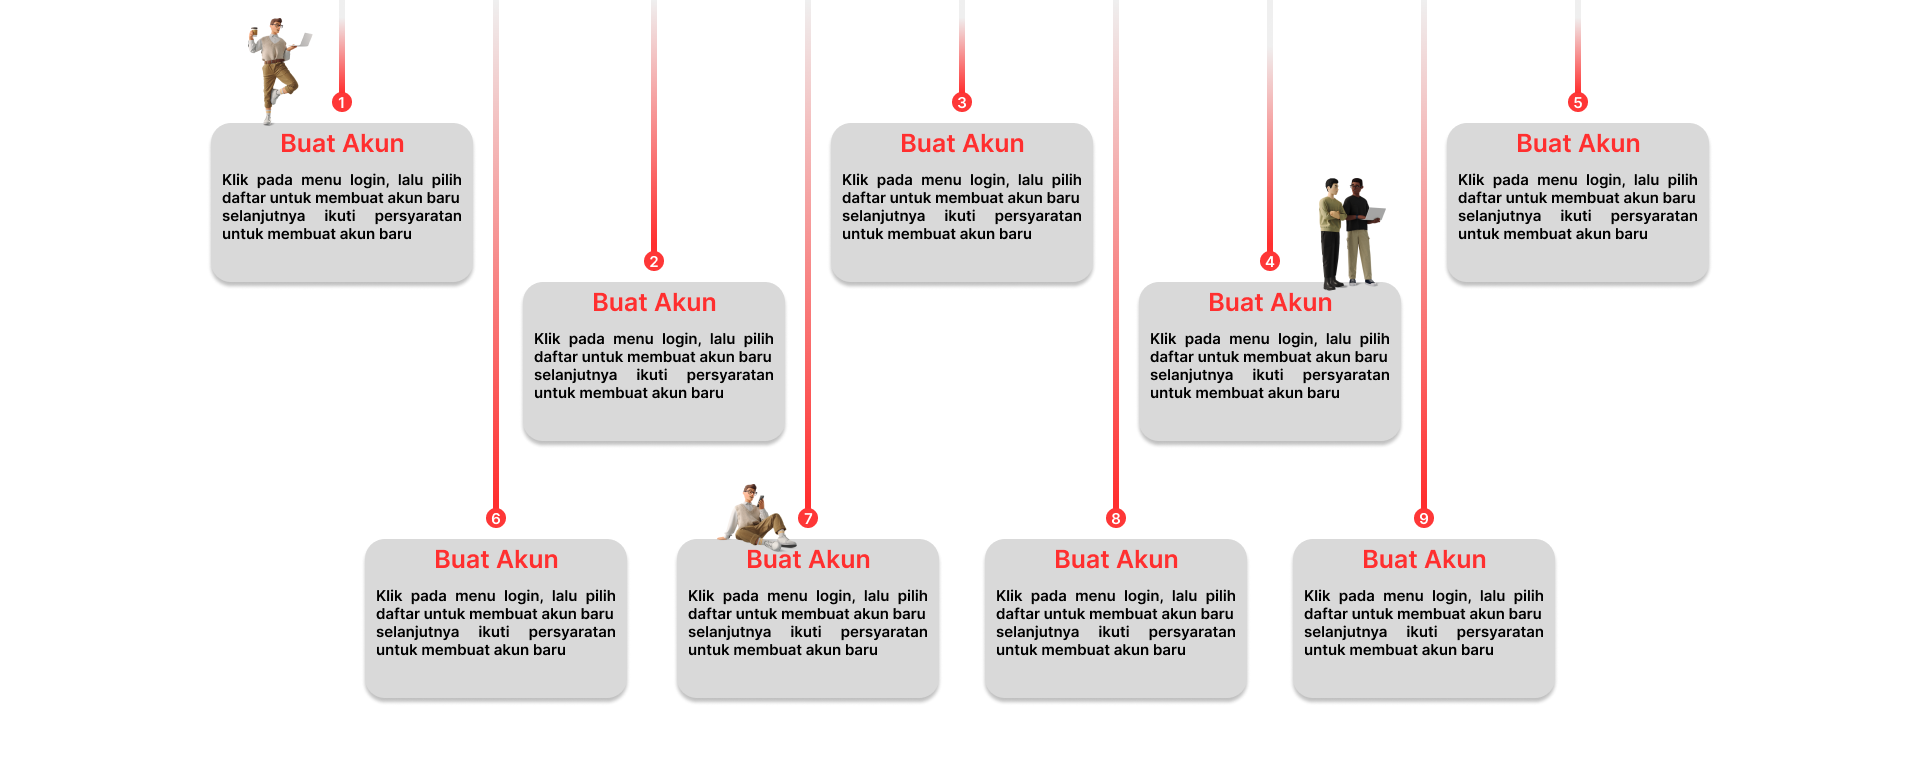 1
Buat Akun
Klik pada menu login, lalu pilih
daftar untuk membuat akun baru
selanjutnya ikuti persyaratan
untuk membuat akun baru
2
Buat Akun
Klik pada menu login, lalu pilih
daftar untuk membuat akun baru
selanjutnya ikuti persyaratan
untuk membuat akun baru
3
Buat Akun
Klik pada menu login, lalu pilih
daftar untuk membuat akun baru
selanjutnya ikuti persyaratan
untuk membuat akun baru
4
Buat Akun
Klik pada menu login, lalu pilih
daftar untuk membuat akun baru
selanjutnya ikuti persyaratan
untuk membuat akun baru
5
Buat Akun
Klik pada menu login, lalu pilih
daftar untuk membuat akun baru
selanjutnya ikuti persyaratan
untuk membuat akun baru
6
Buat Akun
Klik pada menu login, lalu pilih
daftar untuk membuat akun baru
selanjutnya ikuti persyaratan
untuk membuat akun baru
7
Buat Akun
Klik pada menu login, lalu pilih
daftar untuk membuat akun baru
selanjutnya ikuti persyaratan
untuk membuat akun baru
8
Buat Akun
Klik pada menu login, lalu pilih
daftar untuk membuat akun baru
selanjutnya ikuti persyaratan
untuk membuat akun baru
9
Buat Akun
Klik pada menu login, lalu pilih
daftar untuk membuat akun baru
selanjutnya ikuti persyaratan
untuk membuat akun baru